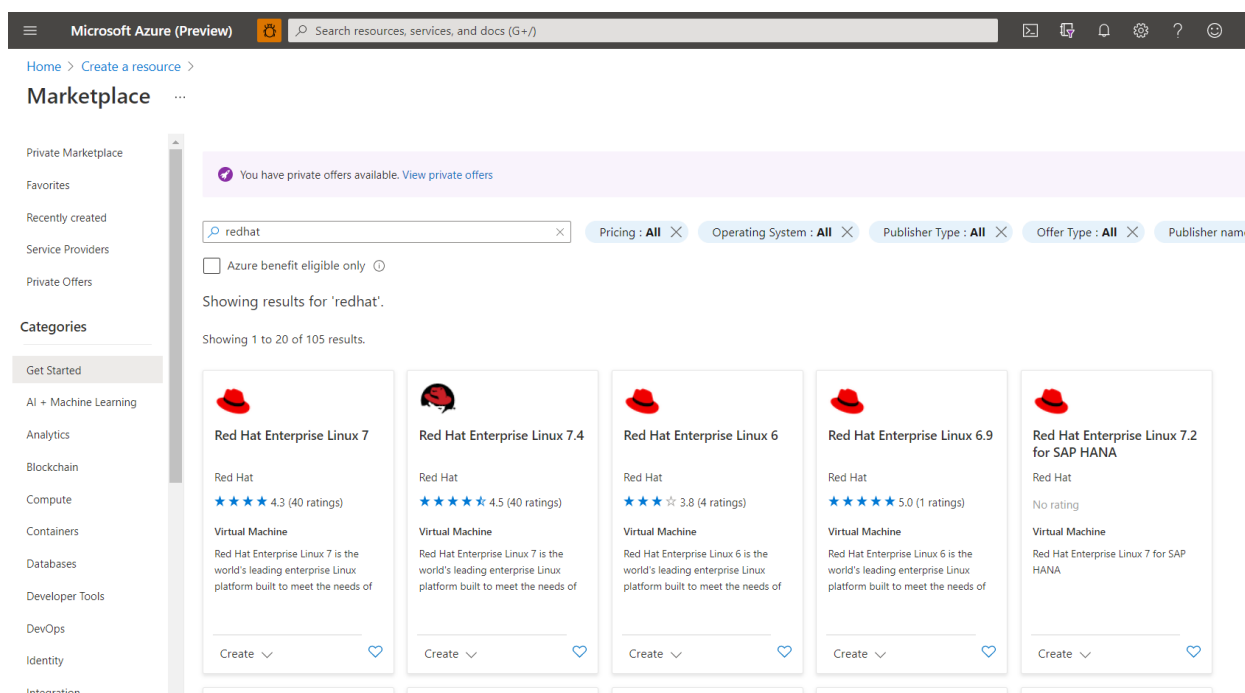 Microsoft Azure (Preview)
Search resources, services, and docs (G+/)
Home > Create a resource >
Marketplace ...
Private Marketplace
Favorites
Recently created
Service Providers
Private Offers
Categories
Get Started
AI + Machine Learning
Analytics
Blockchain
Compute
Containers
Databases
Developer Tools
DevOps
Identity
Integration
You have private offers available. View private offers
redhat
Pricing : All
Operating System : All
Publisher Type : All
Offer Type : All
Publisher name
Azure benefit eligible only
Showing results for 'redhat'.
Showing 1 to 20 of 105 results.
Red Hat Enterprise Linux 7
Red Hat
4.3 (40 ratings)
Virtual Machine
Red Hat Enterprise Linux 7 is the
world's leading enterprise Linux
platform built to meet the needs of
Create
Red Hat Enterprise Linux 7.4
Red Hat
4.5 (40 ratings)
Virtual Machine
Red Hat Enterprise Linux 7 is the
world's leading enterprise Linux
platform built to meet the needs of
Create
Red Hat Enterprise Linux 6
Red Hat
3.8 (4 ratings)
Virtual Machine
Red Hat Enterprise Linux 6 is the
world's leading enterprise Linux
platform built to meet the needs of
Create
Red Hat Enterprise Linux 6.9
Red Hat
5.0 (1 ratings)
Virtual Machine
Red Hat Enterprise Linux 6 is the
world's leading enterprise Linux
platform built to meet the needs of
Create
Red Hat Enterprise Linux 7.2
for SAP HANA
Red Hat
No rating
Virtual Machine
Red Hat Enterprise Linux 7 for SAP
HANA
Create